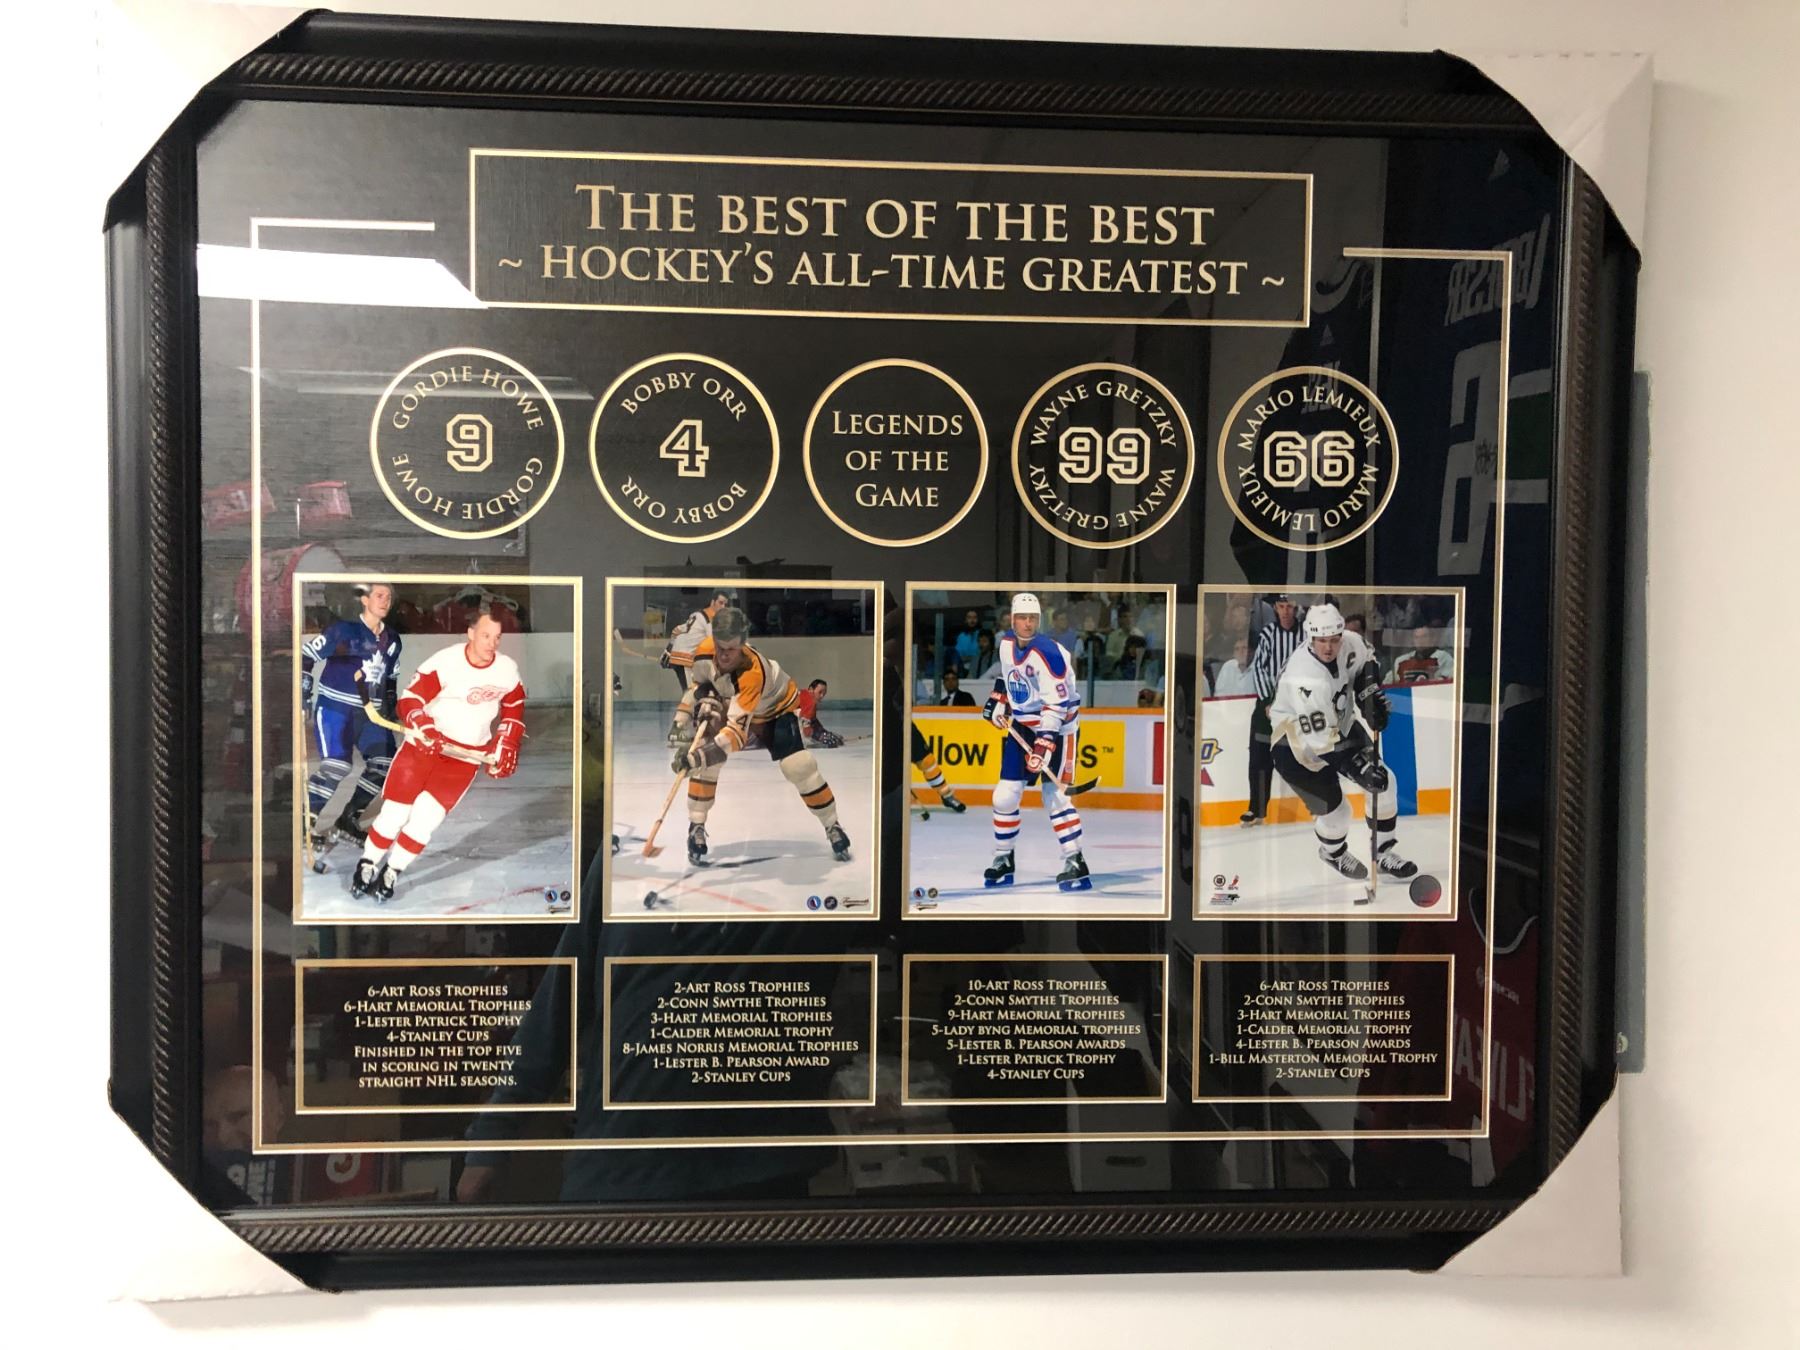 THE BEST OF THE BEST
~ HOCKEY'S ALL-TIME GREATEST ~
GORDIE HOWE
9
GORDIE HOWE
BOBBY ORR
4
BOBBY ORR
LEGENDS
OF THE
GAME
WAYNE GRETZKY
99
WAYNE GRETZKY
MARIO LEMIEUX
66
MARIO LEMIEUX
llow
s™
66
6-ART ROSS TROPHIES
6-HART MEMORIAL TROPHIES
1-LESTER PATRICK TROPHY
4-STANLEY CUPS
FINISHED IN THE TOP FIVE
IN SCORING IN TWENTY
STRAIGHT NHL SEASONS.
2-ART ROSS TROPHIES
2-CONN SMYTHE TROPHIES
3-HART MEMORIAL TROPHIES
1-CALDER MEMORIAL TROPHY
8-JAMES NORRIS MEMORIAL TROPHIES
1-LESTER B. PEARSON AWARD
2-STANLEY CUPS
10-ART ROSS TROPHIES
2-CONN SMYTHE TROPHIES
9-HART MEMORIAL TROPHIES
5-LADY BYNG MEMORIAL TROPHIES
5-LESTER B. PEARSON AWARDS
1-LESTER PATRICK TROPHY
4-STANLEY CUPS
6-ART ROSS TROPHIES
2-CONN SMYTHE TROPHIES
3-HART MEMORIAL TROPHIES
1-CALDER MEMORIAL TROPHY
4-LESTER B. PEARSON AWARDS
1-BILL MASTERTON MEMORIAL TROPHY
2-STANLEY CUPS